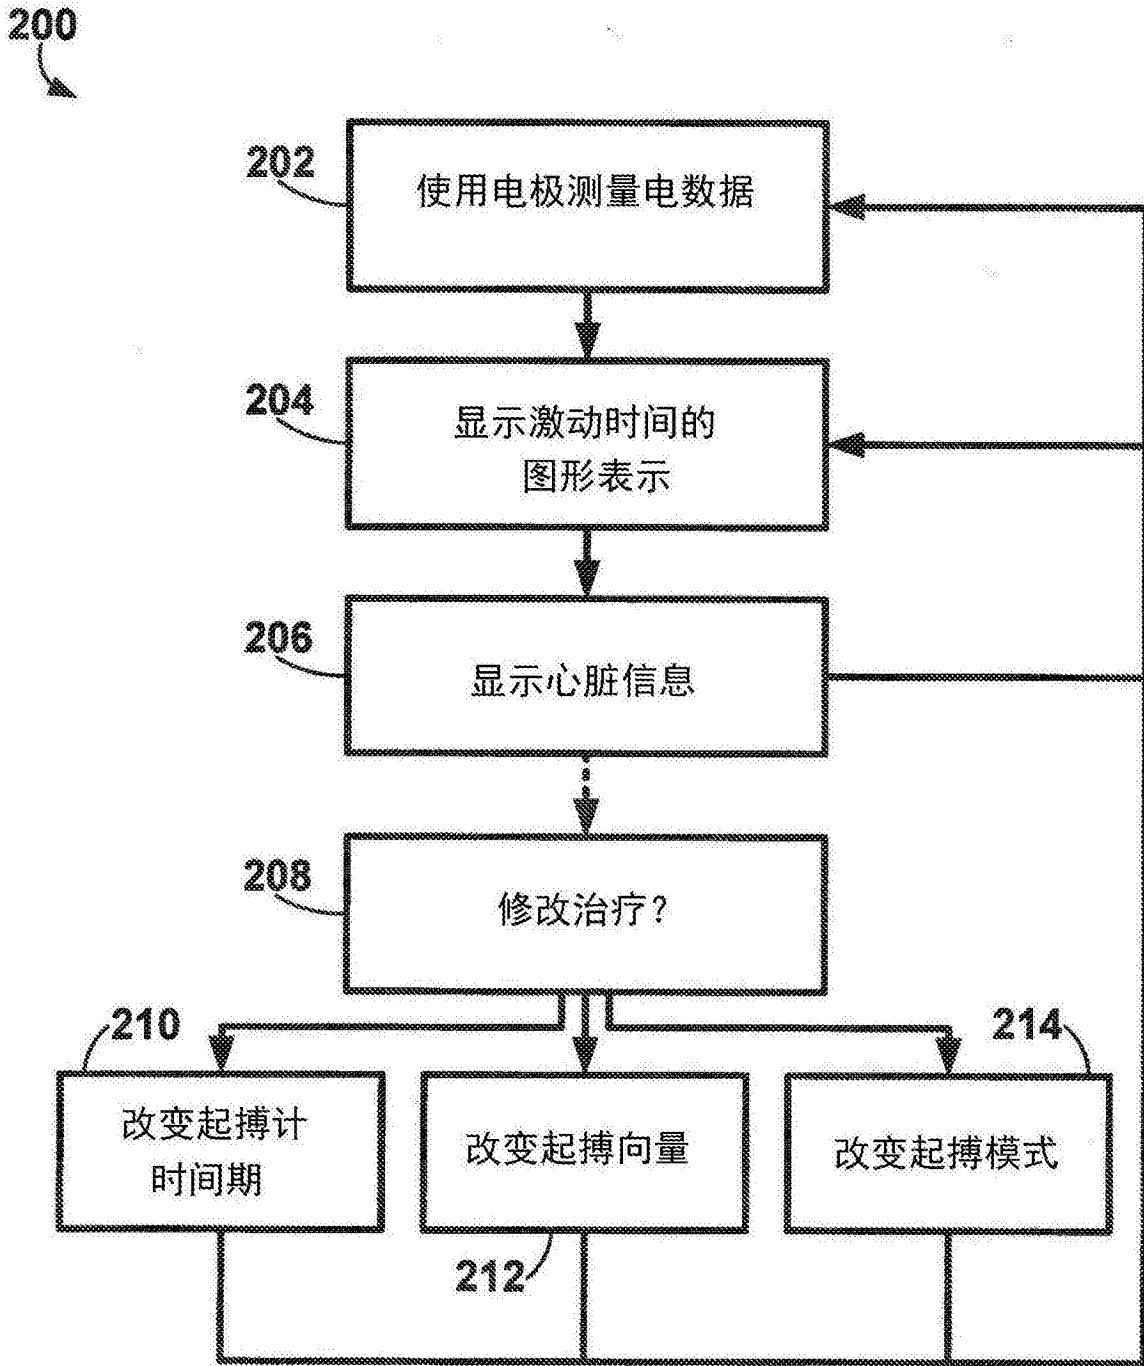 200
202
使用电极测量电数据
204
显示激动时间的
图形表示
206
显示心脏信息
208
修改治疗？
210
214
改变起搏计
时间期
改变起搏向量
改变起搏模式
212